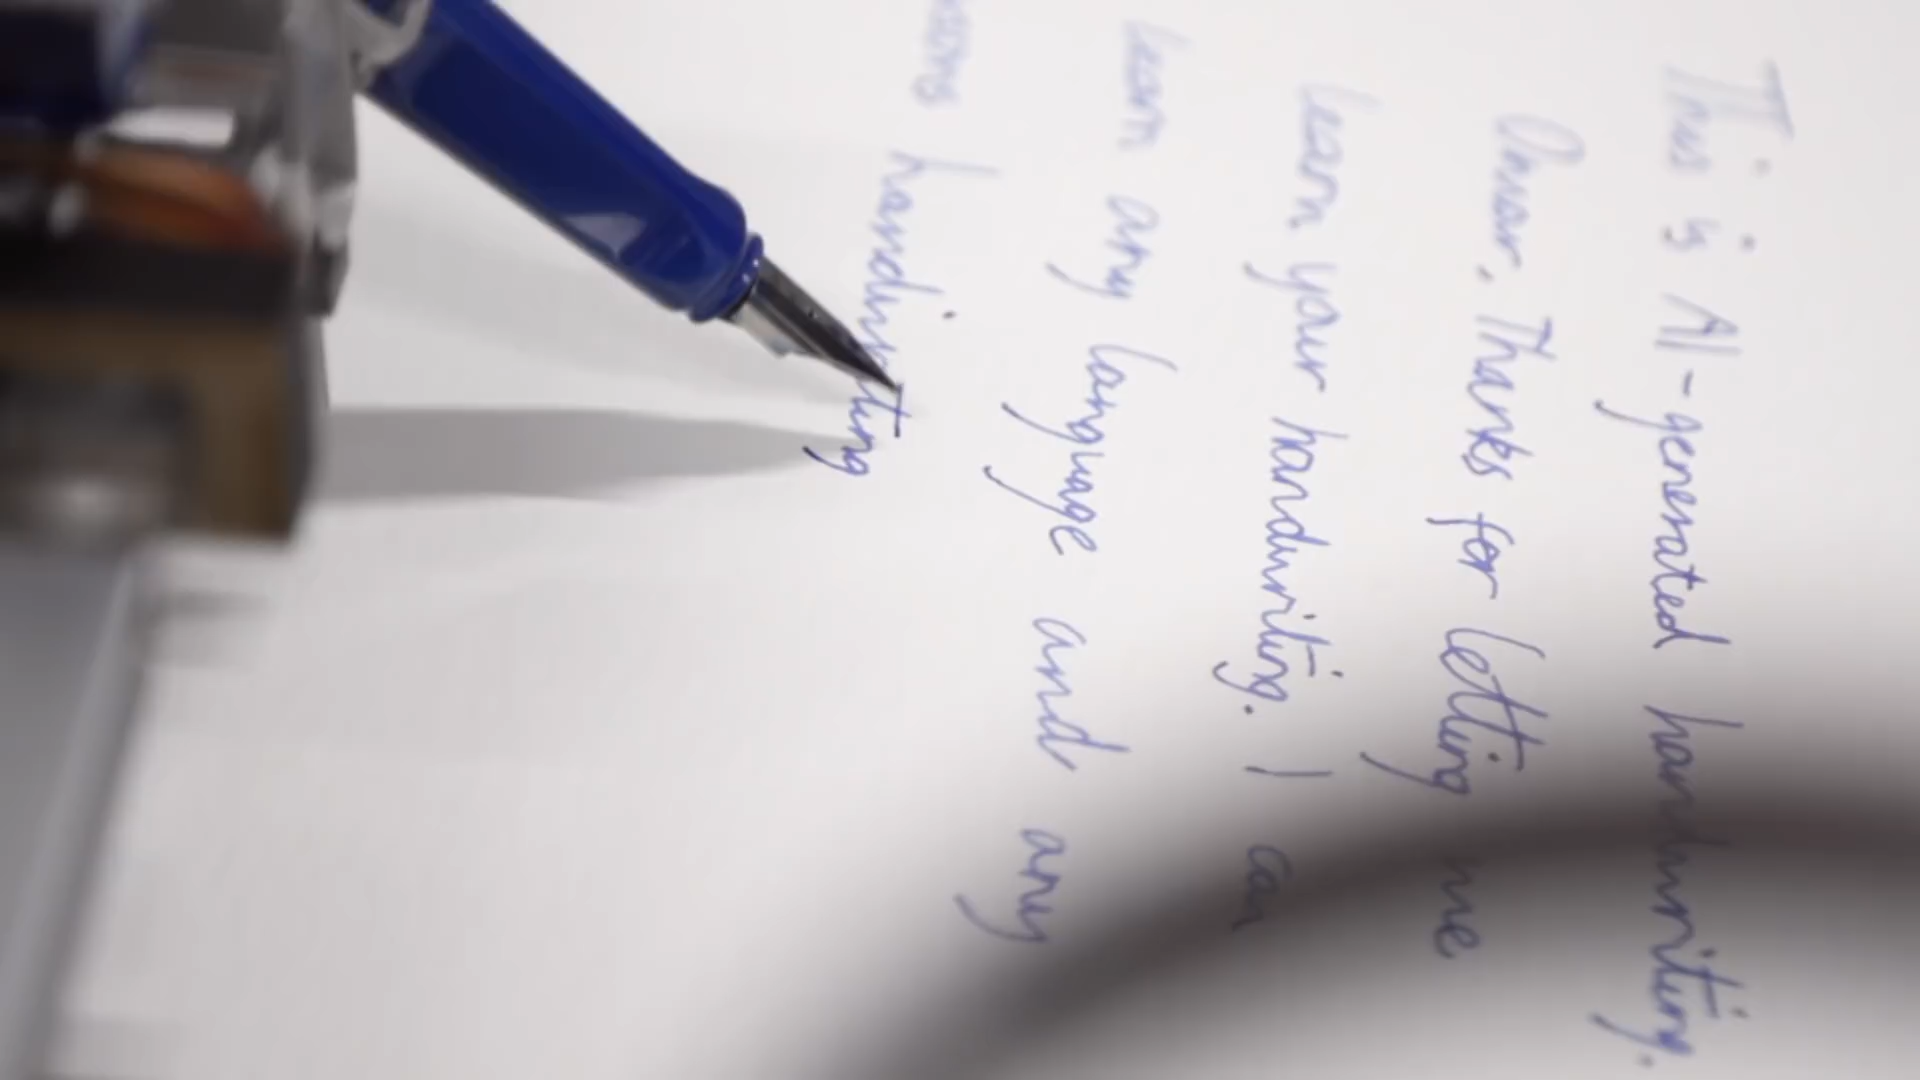 This is AI-generated handwriting.
Omar. Thanks for letting me
learn your handwriting. I can
learn any language and any
handwriting